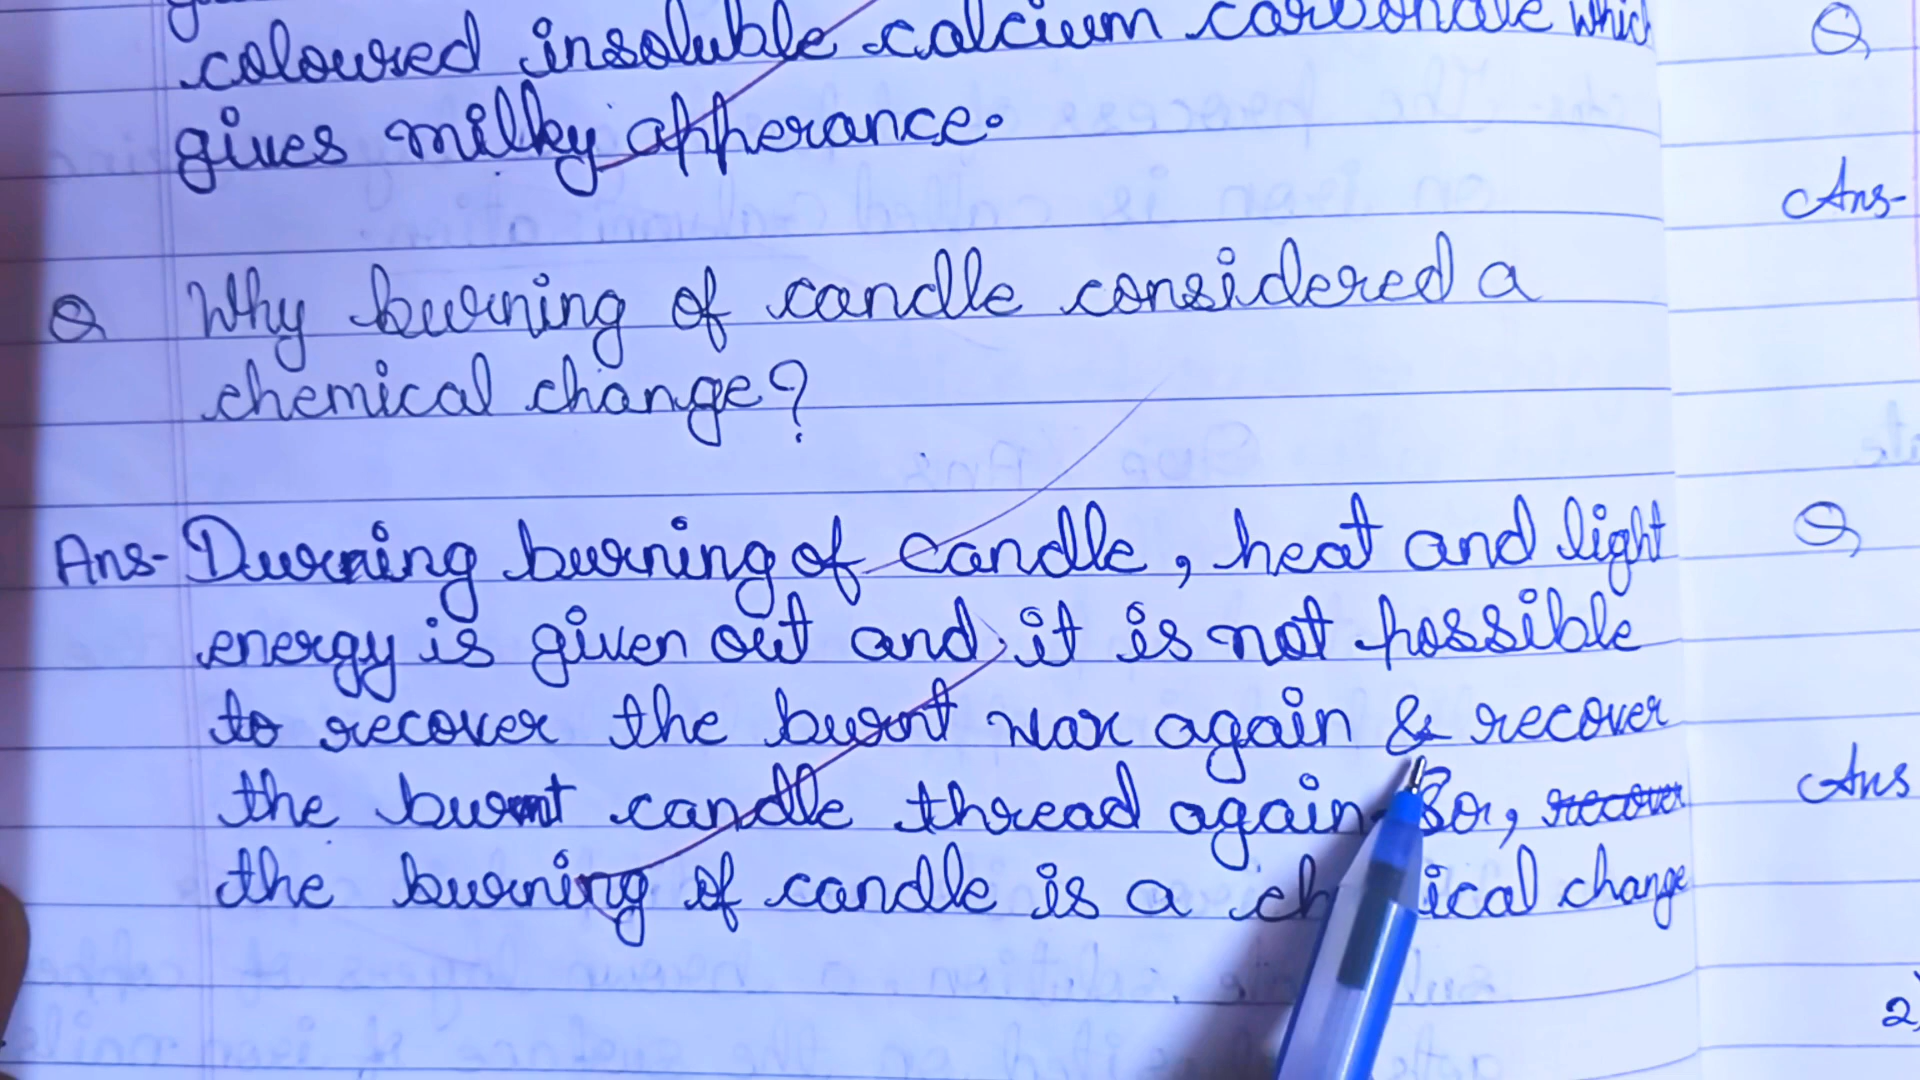 coloured insoluble calcium carbonate which
gives milky apperance.
Q Why burning of candle considered a
chemical change?
Ans- During burning of candle, heat and light
energy is given out and it is not possible
to recover the burnt wax again & recover
the burnt candle thread again. So, recover
the burning of candle is a chemical change
Q
Ans-
Q
Ans
2)